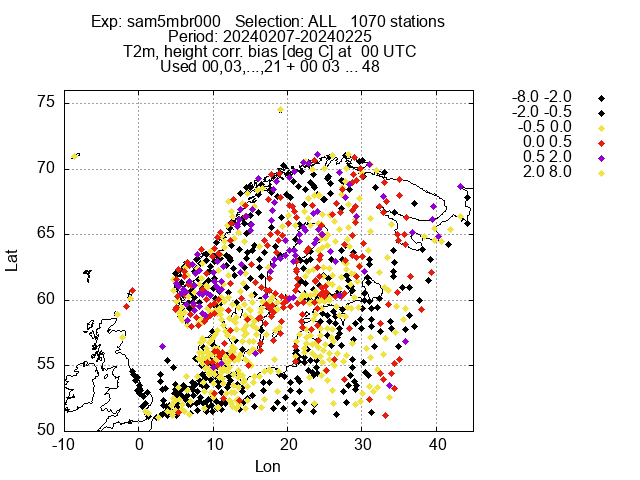 Exp: sam5mbr000 Selection: ALL 1070 stations
Period: 20240207-20240225
T2m, height corr. bias [deg C] at 00 UTC
Used 00,03,...,21 + 00 03 ... 48
-8.0 -2.0
-2.0 -0.5
-0.5 0.0
0.0 0.5
0.5 2.0
2.0 8.0
75
70
65
60
55
50
Lat
-10 0 10 20 30 40
Lon